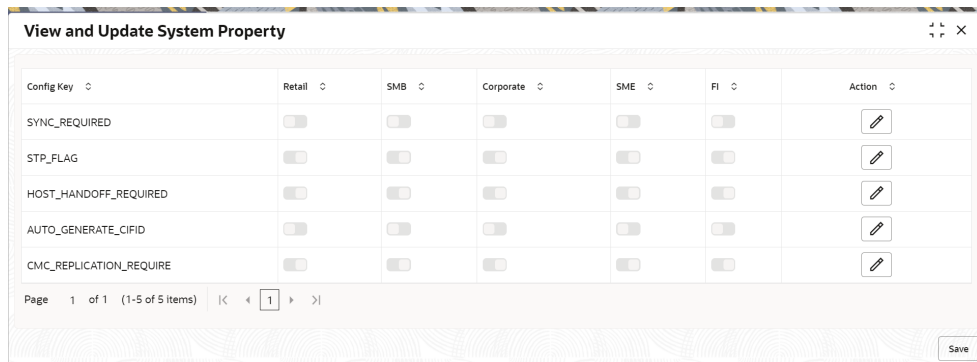 View and Update System Property
Config Key Retail SMB Corporate SME FI Action
SYNC_REQUIRED
STP_FLAG
HOST_HANDOFF_REQUIRED
AUTO_GENERATE_CIFID
CMC_REPLICATION_REQUIRE
Page 1 of 1 (1-5 of 5 items) 1
Save